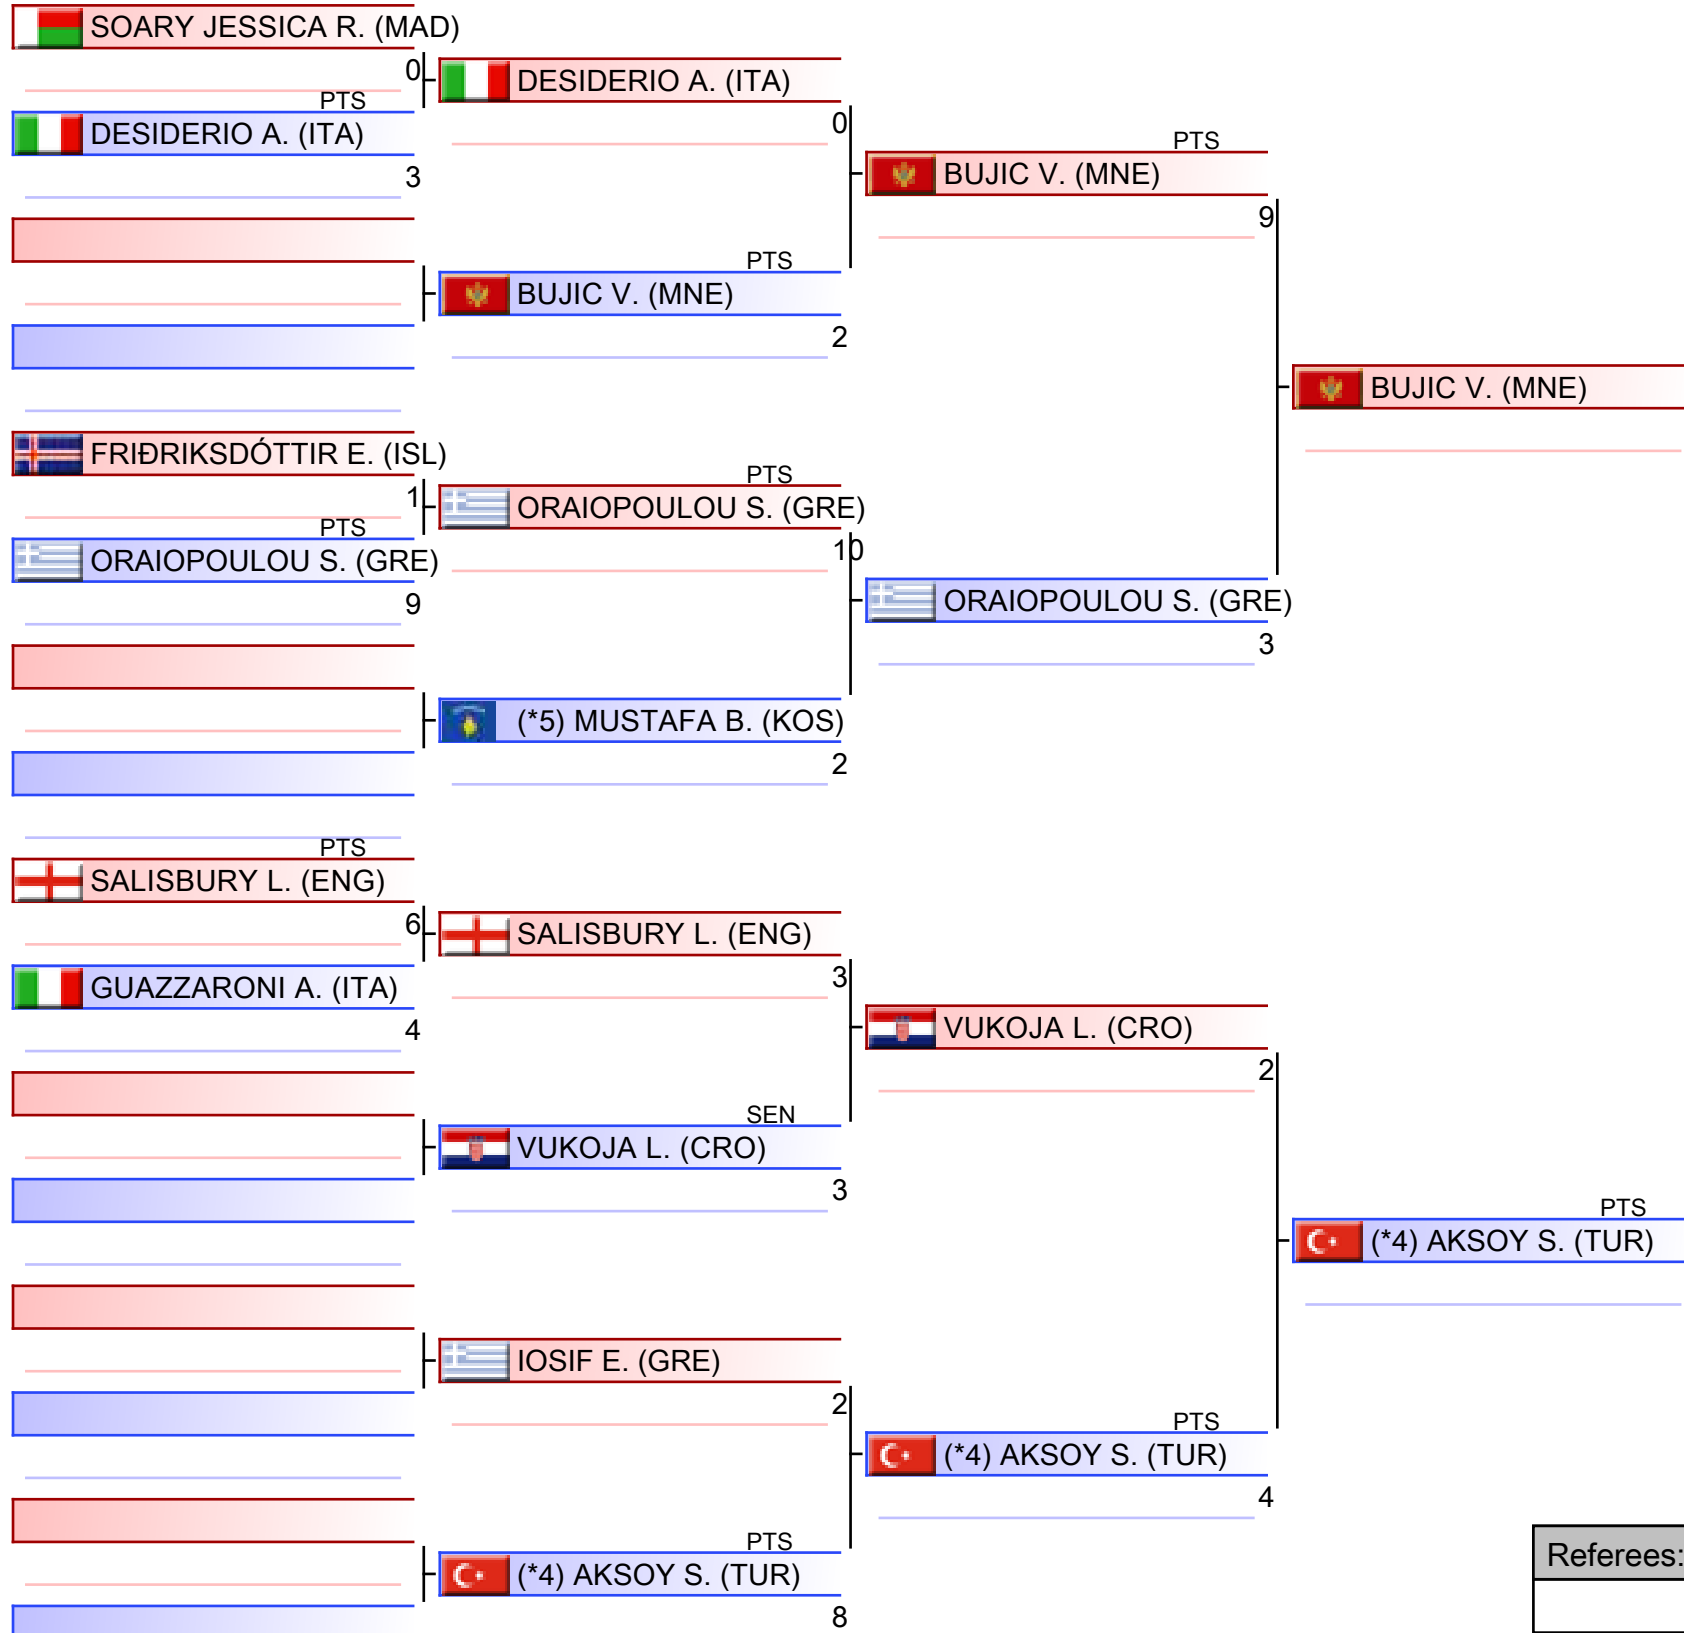 SOARY JESSICA R. (MAD)
0
PTS
DESIDERIO A. (ITA)
3
FRIÐRIKSDÓTTIR E. (ISL)
1
PTS
ORAIOPOULOU S. (GRE)
9
PTS
SALISBURY L. (ENG)
6
GUAZZARONI A. (ITA)
4
DESIDERIO A. (ITA)
0
PTS
BUJIC V. (MNE)
2
PTS
ORAIOPOULOU S. (GRE)
10
(*5) MUSTAFA B. (KOS)
2
SALISBURY L. (ENG)
3
SEN
VUKOJA L. (CRO)
3
IOSIF E. (GRE)
2
PTS
(*4) AKSOY S. (TUR)
8
PTS
BUJIC V. (MNE)
9
ORAIOPOULOU S. (GRE)
3
VUKOJA L. (CRO)
2
PTS
(*4) AKSOY S. (TUR)
4
BUJIC V. (MNE)
PTS
(*4) AKSOY S. (TUR)
Referees: